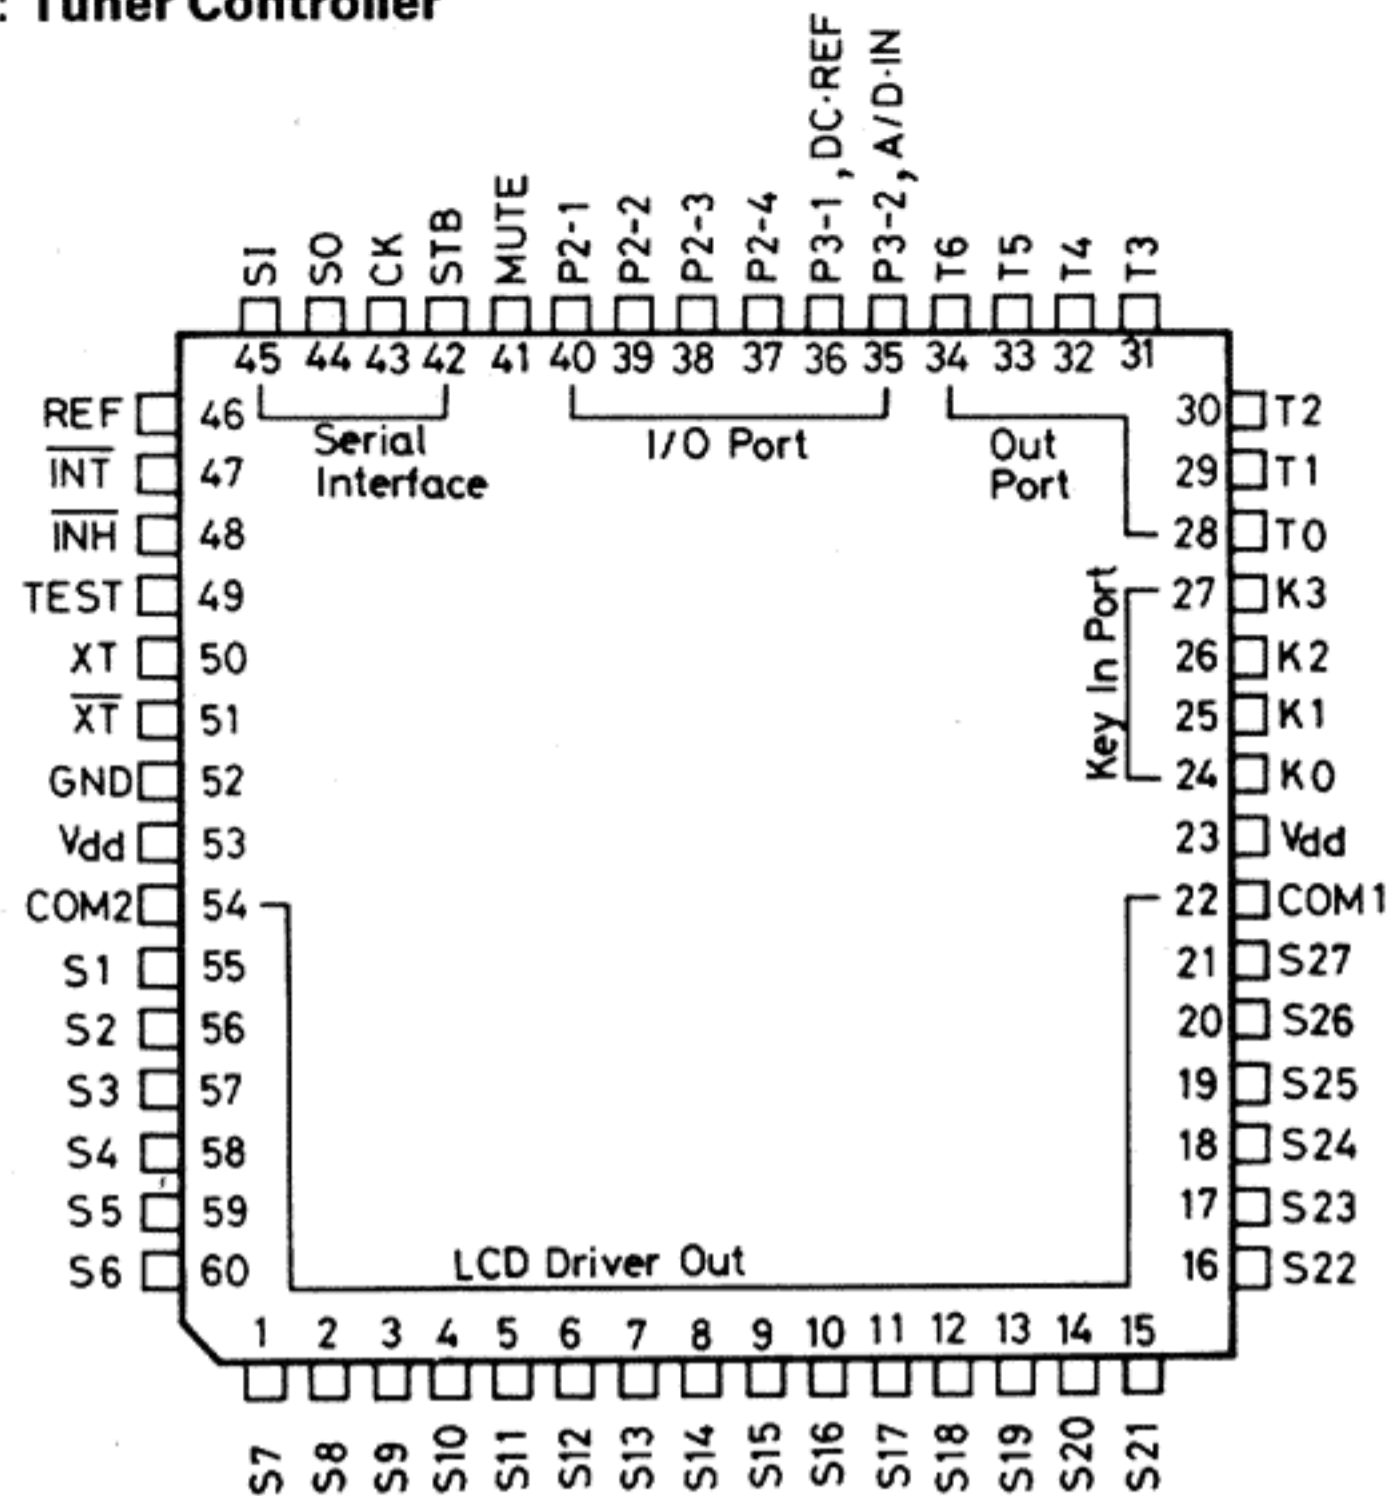 : Tuner Controller
SI SO CK STB MUTE P2-1 P2-2 P2-3 P2-4 P3-1, DC·REF P3-2, A/D·IN T6 T5 T4 T3
45 44 43 42 41 40 39 38 37 36 35 34 33 32 31
REF 46 30 T2
Serial I/O Port Out
INT 47 29 T1
Interface Port
INH 48 28 T0
TEST 49 27 K3
Key In Port
XT 50 26 K2
XT 51 25 K1
GND 52 24 K0
Vdd 53 23 Vdd
COM2 54 22 COM1
S1 55 21 S27
S2 56 20 S26
S3 57 19 S25
S4 58 18 S24
S5 59 17 S23
S6 60 16 S22
LCD Driver Out
1 2 3 4 5 6 7 8 9 10 11 12 13 14 15
S7 S8 S9 S10 S11 S12 S13 S14 S15 S16 S17 S18 S19 S20 S21